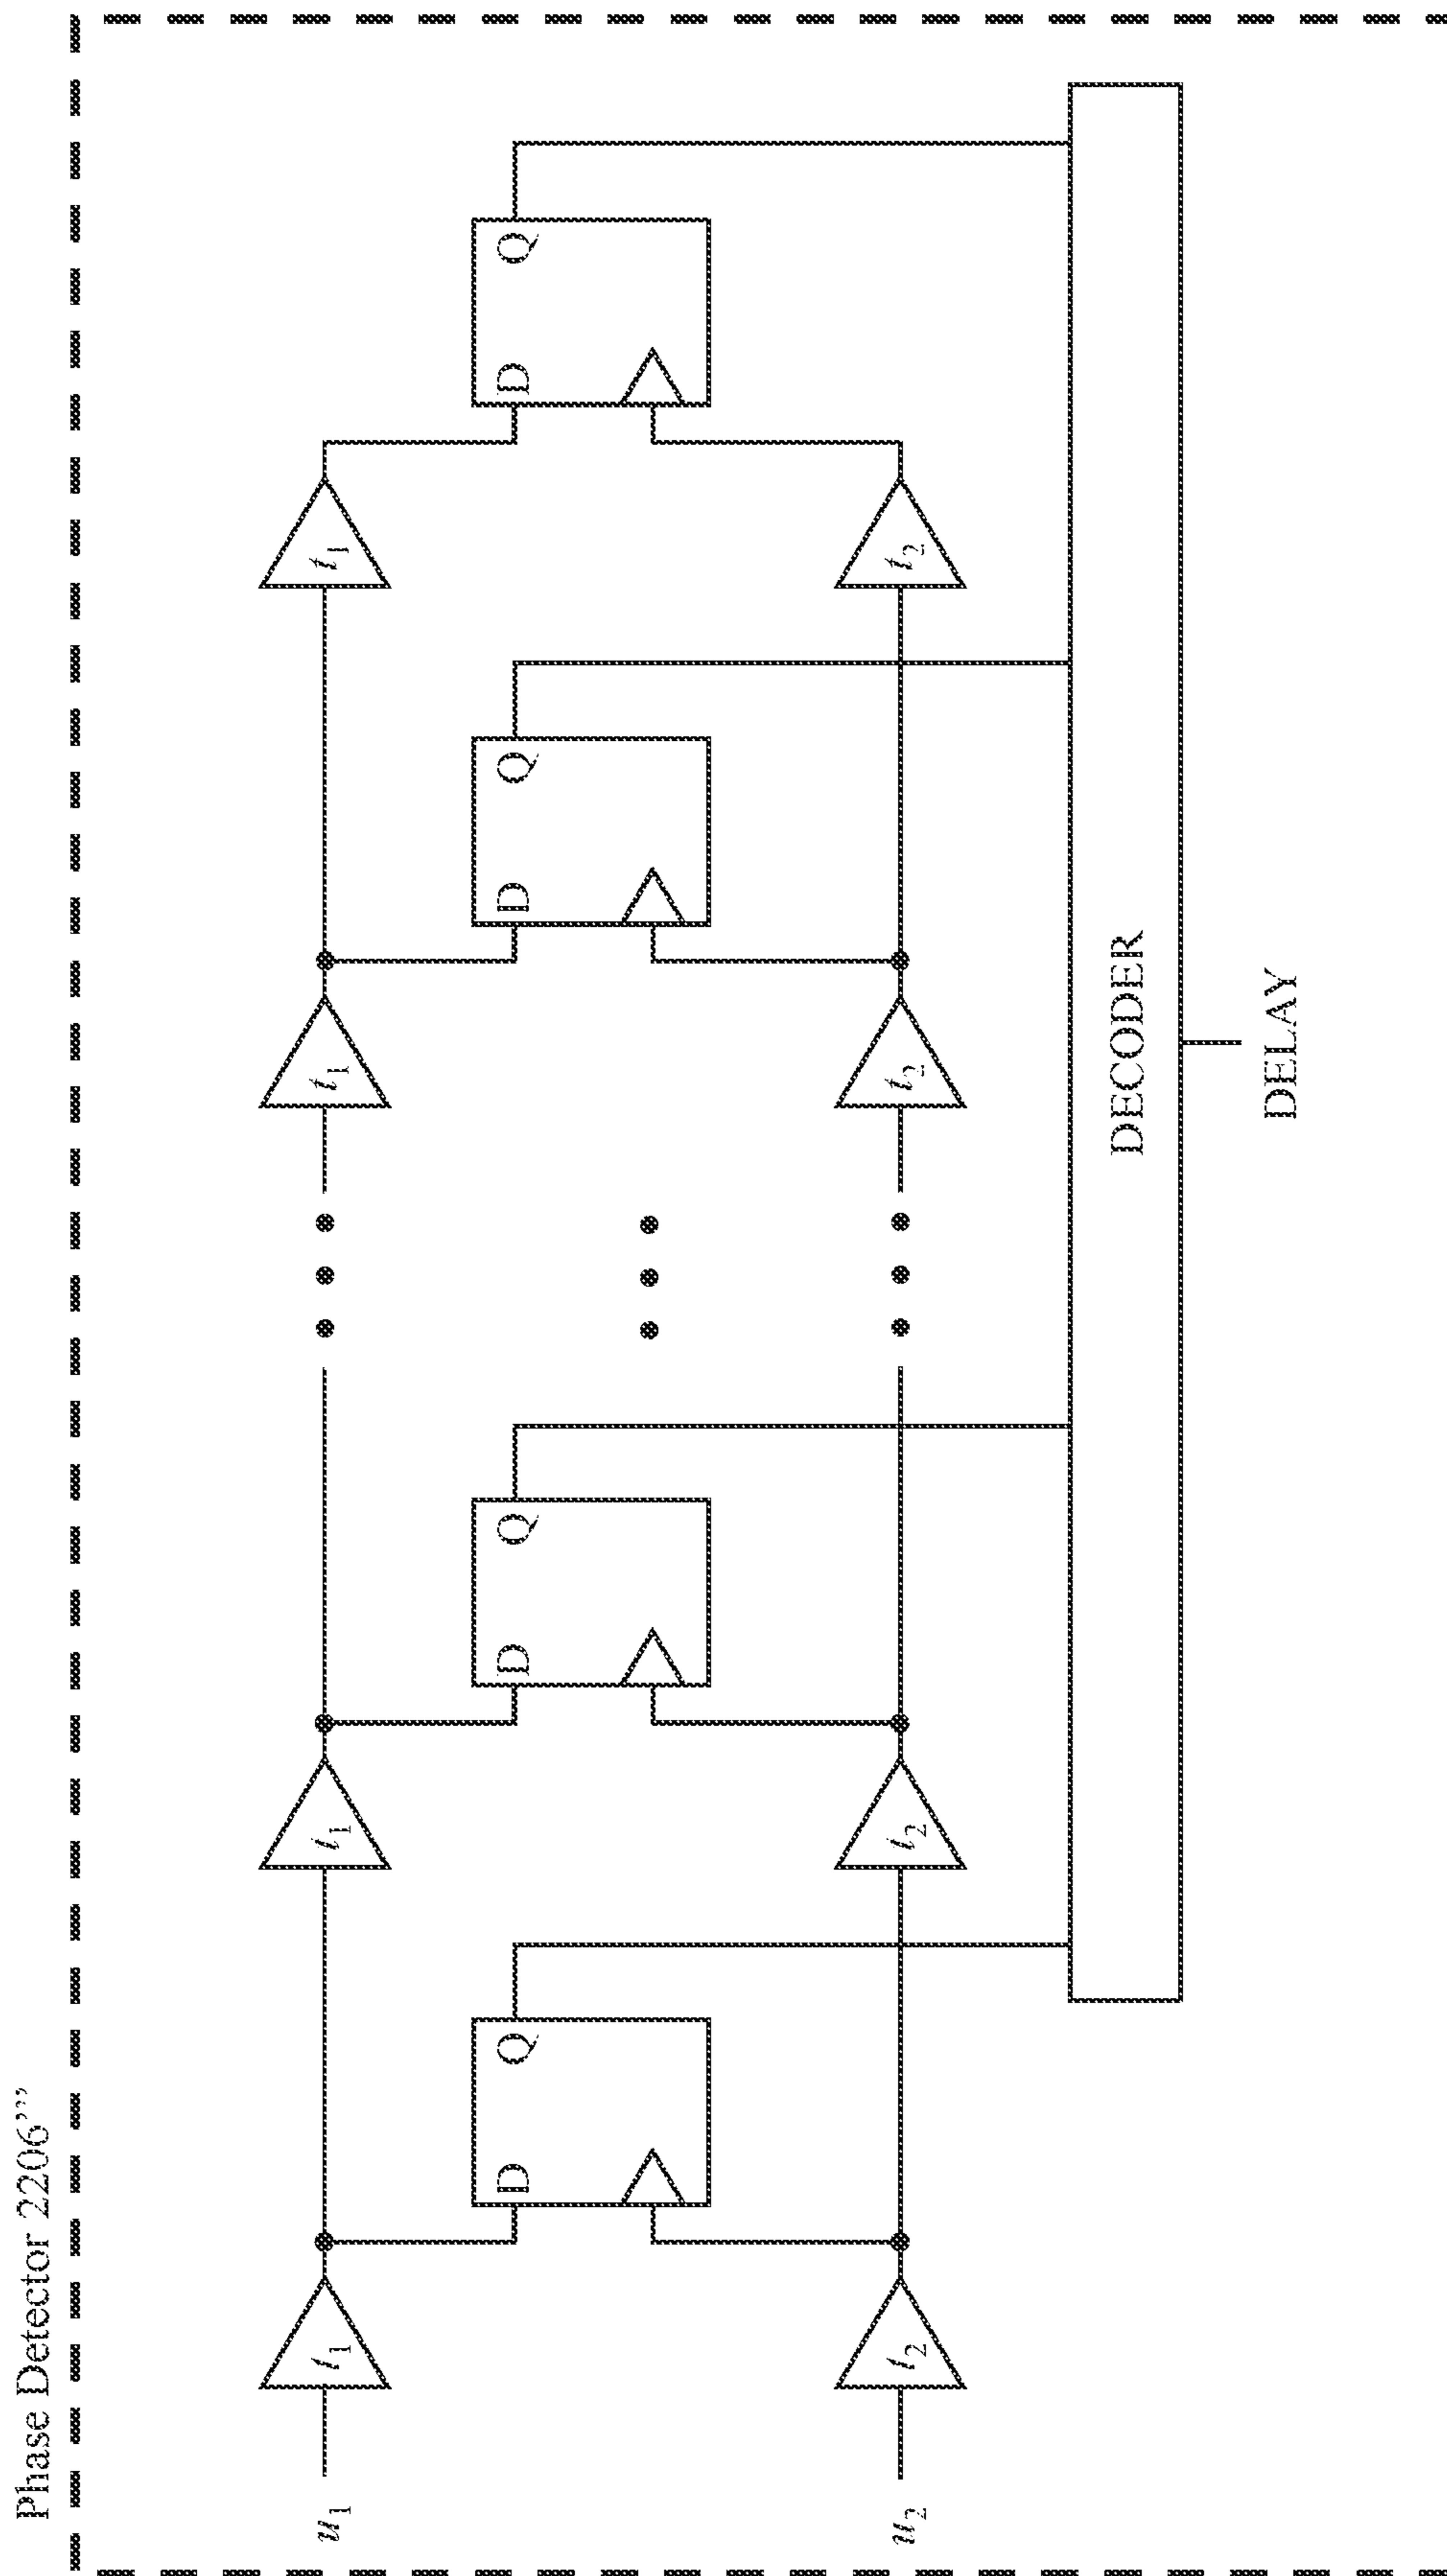 Phase Detector 2206'''
u1
t1
t1
t1
t1
D Q
D Q
D Q
D Q
u2
t2
t2
t2
t2
DECODER
DELAY